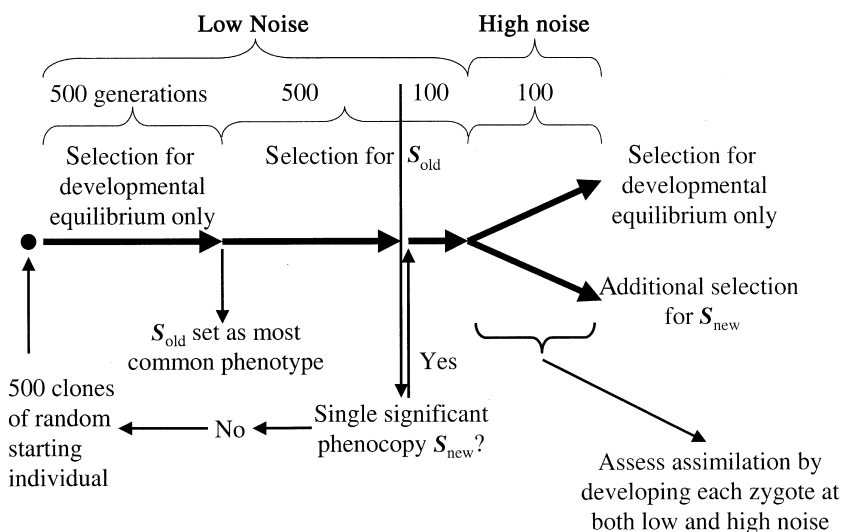 Low Noise
High noise
500 generations
500
100
100
Selection for
developmental
equilibrium only
Selection for S_old
Selection for
developmental
equilibrium only
Additional selection
for S_new
S_old set as most
common phenotype
Yes
500 clones
of random
starting
individual
No
Single significant
phenocopy S_new?
Assess assimilation by
developing each zygote at
both low and high noise